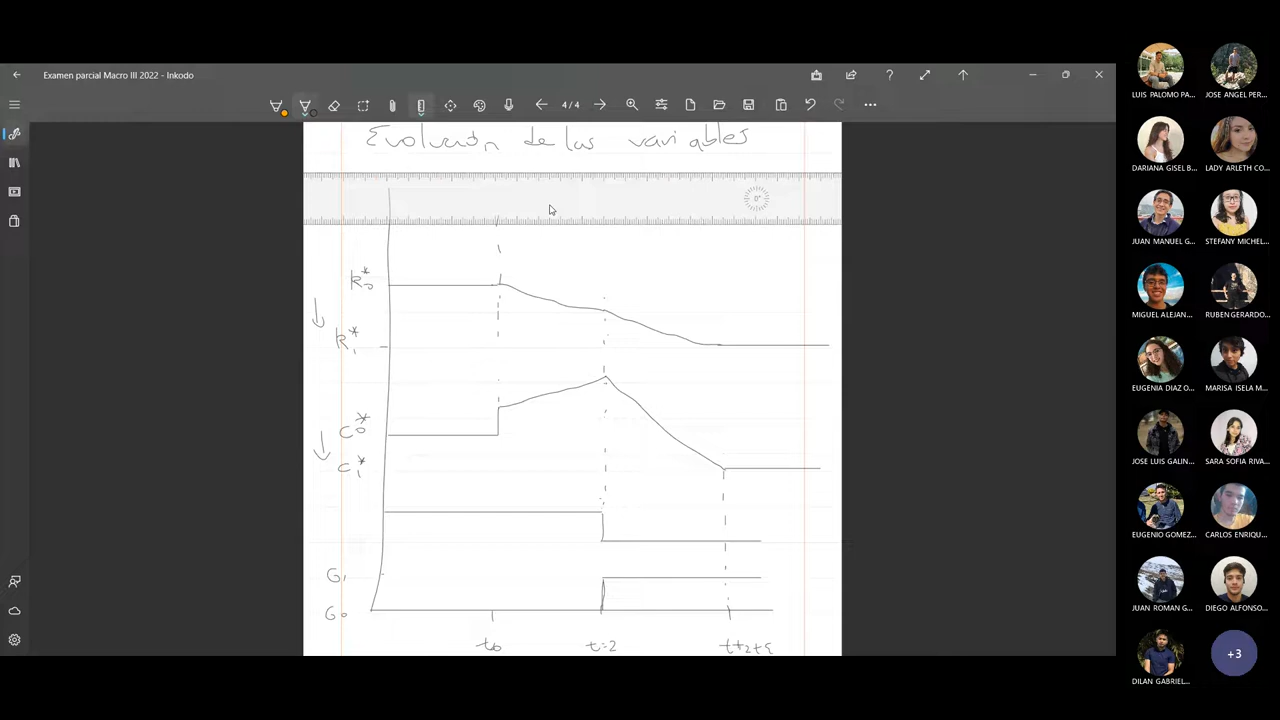 Examen parcial Macro III 2022 - Inkodo
4/4
?
Evolución de las variables
0°
K₀*
K₁*
C₀*
C₁*
G₁
G₀
t₀
t=2
LUIS PALOMO PA...
JOSE ANGEL PER...
DARIANA GISEL B...
LADY ARLETH CO...
JUAN MANUEL G...
STEFANY MICHEL...
MIGUEL ALEJAN...
RUBEN GERARDO...
EUGENIA DIAZ O...
MARISA ISELA M...
JOSE LUIS GALIN...
SARA SOFIA RIVA...
EUGENIO GOMEZ...
CARLOS ENRIQU...
JUAN ROMAN G...
DIEGO ALFONSO...
DILAN GABRIEL...
+3